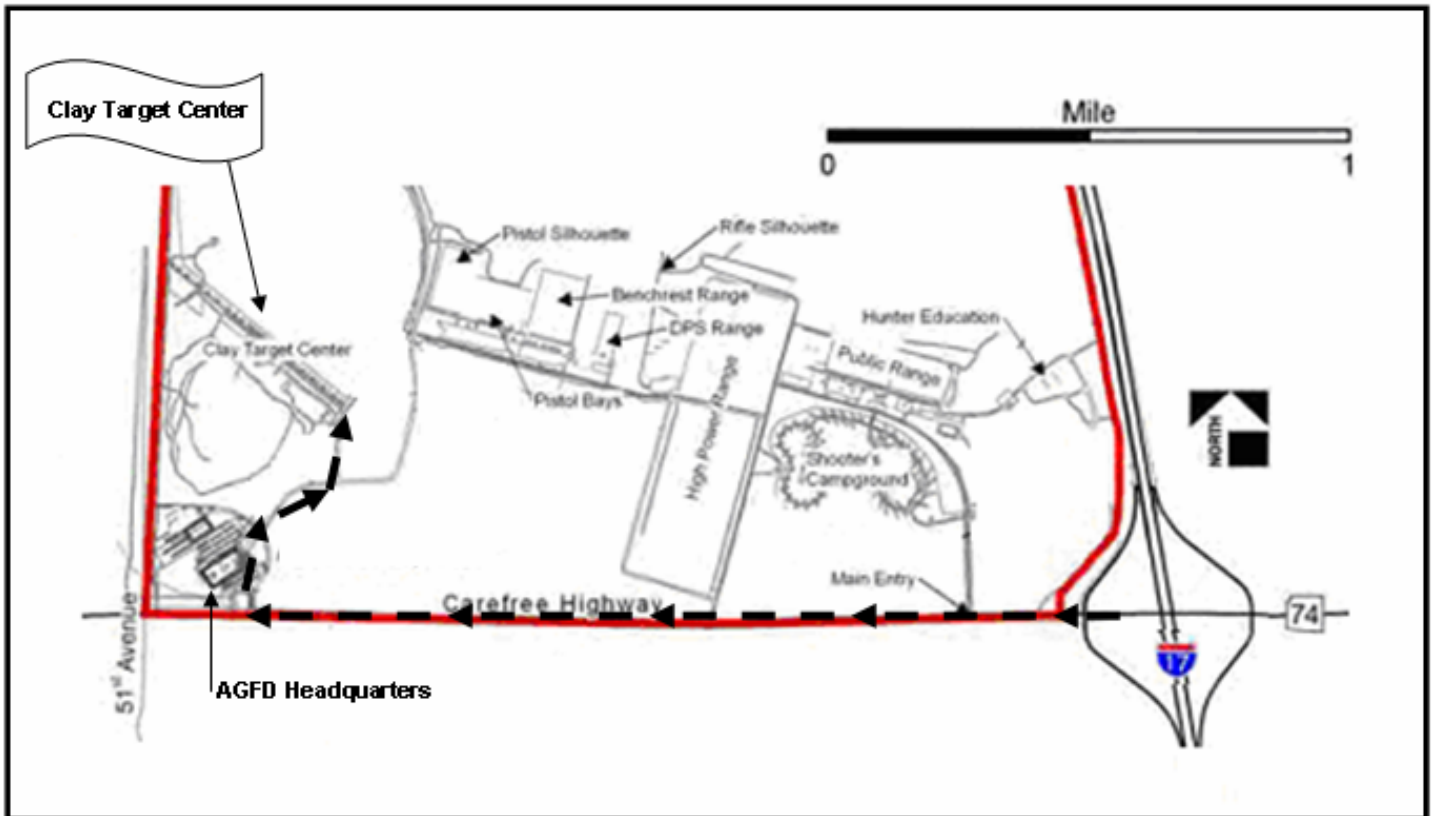 Clay Target Center
Mile
0
1
Pistol Silhouette
Rifle Silhouette
Benchrest Range
DPS Range
Hunter Education
Clay Target Center
Public Range
Pistol Bays
High Power Range
NORTH
Shooter's
Campground
Main Entry
Carefree Highway
74
51st Avenue
17
AGFD Headquarters